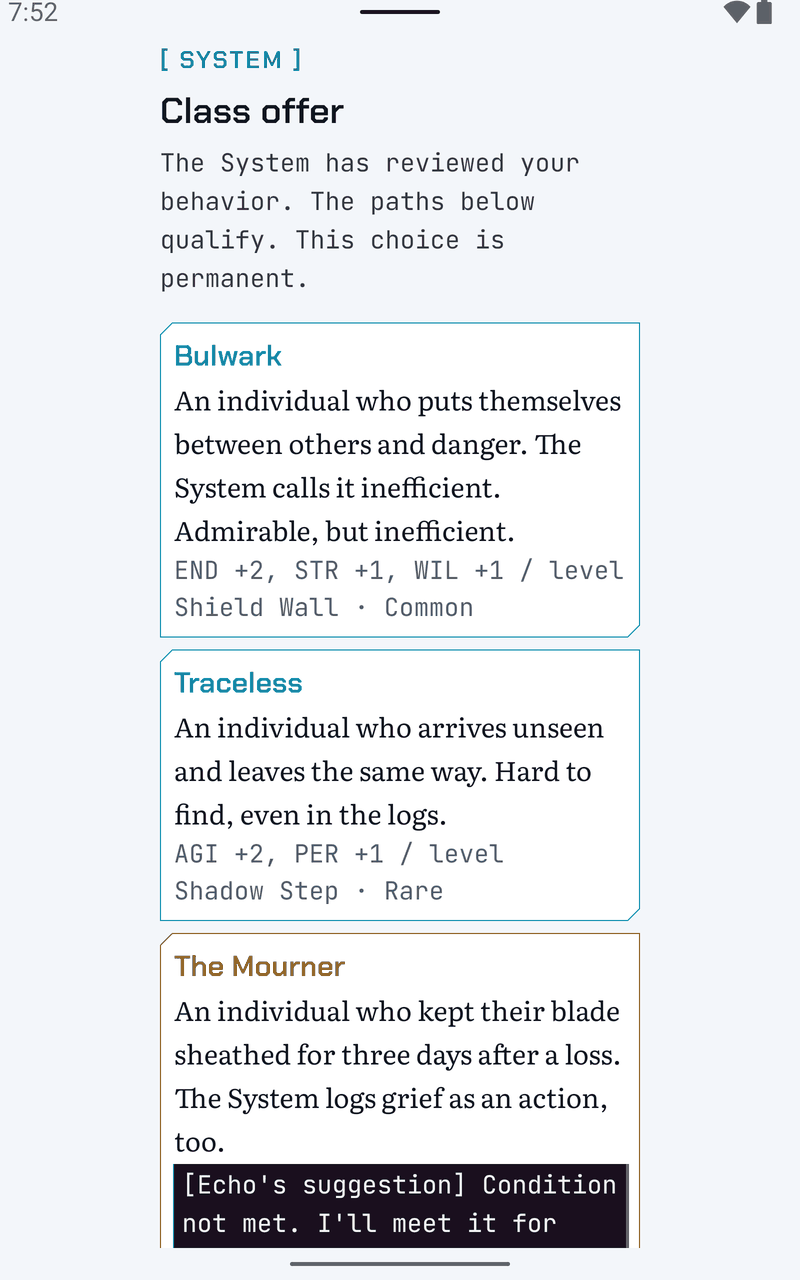 7:52
[ SYSTEM ]
Class offer
The System has reviewed your
behavior. The paths below
qualify. This choice is
permanent.
Bulwark
An individual who puts themselves
between others and danger. The
System calls it inefficient.
Admirable, but inefficient.
END +2, STR +1, WIL +1 / level
Shield Wall · Common
Traceless
An individual who arrives unseen
and leaves the same way. Hard to
find, even in the logs.
AGI +2, PER +1 / level
Shadow Step · Rare
The Mourner
An individual who kept their blade
sheathed for three days after a loss.
The System logs grief as an action,
too.
[Echo's suggestion] Condition
not met. I'll meet it for